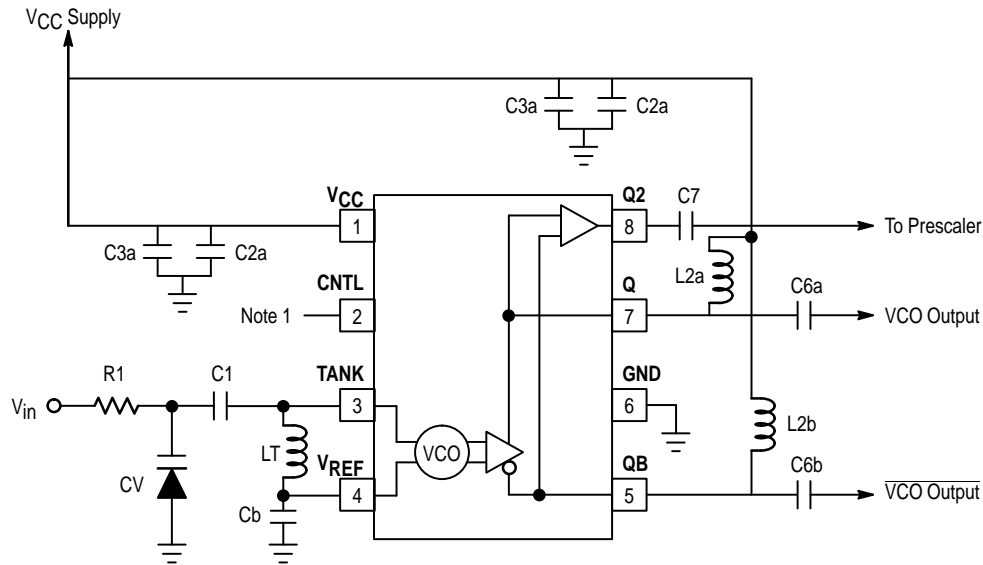 VCC Supply
C3a
C2a
VCC
1
Q2
8
C7
To Prescaler
C3a
C2a
L2a
CNTL
Note 1
2
Q
7
C6a
VCO Output
R1
C1
TANK
3
GND
6
Vin
LT
VCO
L2b
CV
VREF
4
QB
5
C6b
VCO Output
Cb